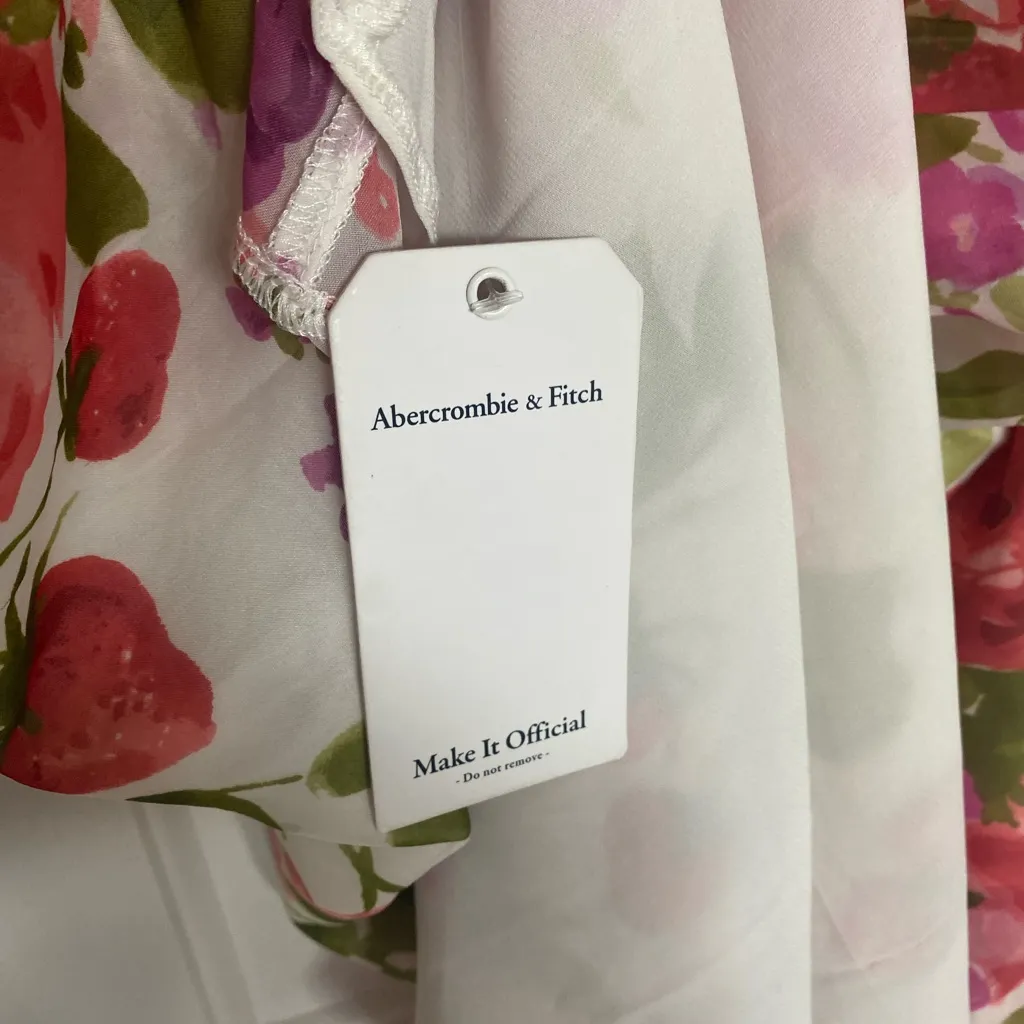 Abercrombie & Fitch
Make It Official
- Do not remove -